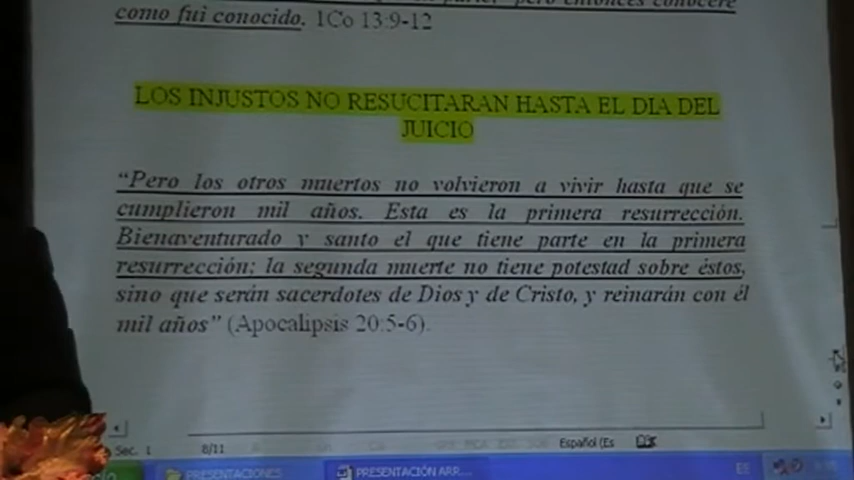 como fui conocido. 1Co 13:9-12
LOS INJUSTOS NO RESUCITARAN HASTA EL DIA DEL
JUICIO
“Pero los otros muertos no volvieron a vivir hasta que se
cumplieron mil años. Esta es la primera resurrección.
Bienaventurado y santo el que tiene parte en la primera
resurrección; la segunda muerte no tiene potestad sobre éstos,
sino que serán sacerdotes de Dios y de Cristo, y reinarán con él
mil años” (Apocalipsis 20:5-6).
Sec. 1 8/11 Español (Es
PRESENTACIONES PRESENTACIÓN ARR... ES